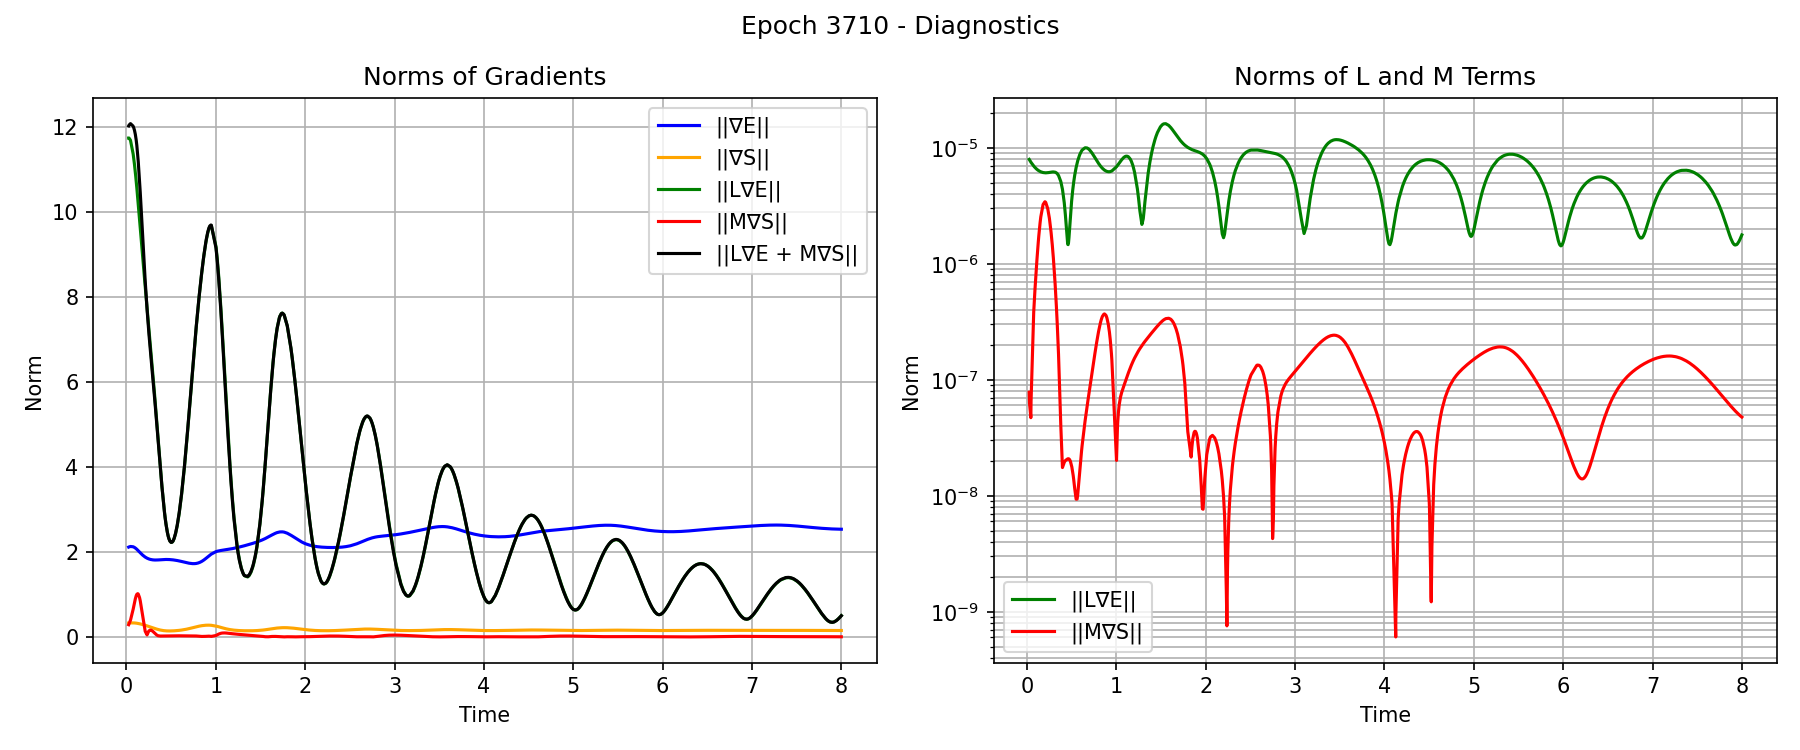 Epoch 3710 - Diagnostics
Norms of Gradients
Norm
12
10
8
6
4
2
0
||∇E||
||∇S||
||L∇E||
||M∇S||
||L∇E + M∇S||
0 1 2 3 4 5 6 7 8
Time
Norms of L and M Terms
Norm
10⁻⁵
10⁻⁶
10⁻⁷
10⁻⁸
10⁻⁹
||L∇E||
||M∇S||
0 1 2 3 4 5 6 7 8
Time